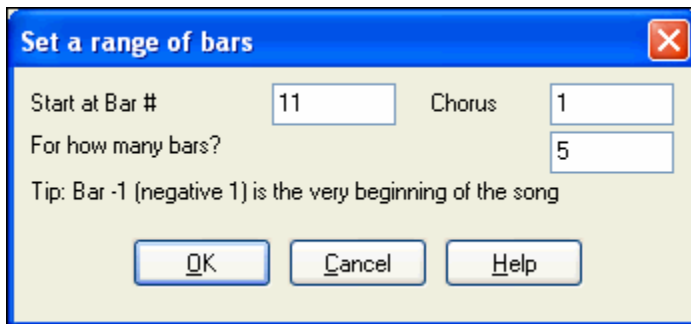 Set a range of bars
Start at Bar # 11 Chorus 1
For how many bars? 5
Tip: Bar -1 (negative 1) is the very beginning of the song
OK Cancel Help